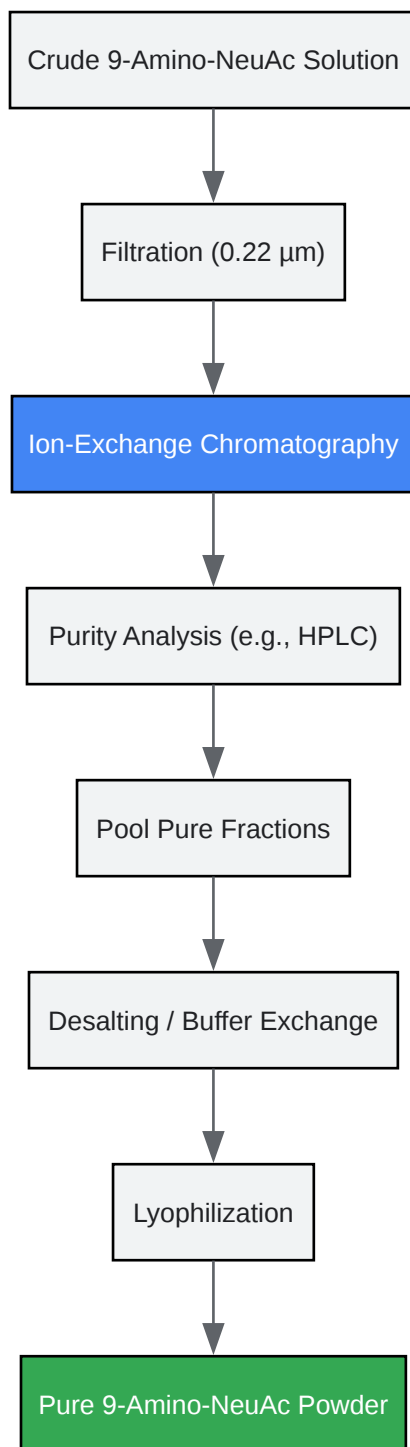 Crude 9-Amino-NeuAc Solution
Filtration (0.22 µm)
Ion-Exchange Chromatography
Purity Analysis (e.g., HPLC)
Pool Pure Fractions
Desalting / Buffer Exchange
Lyophilization
Pure 9-Amino-NeuAc Powder